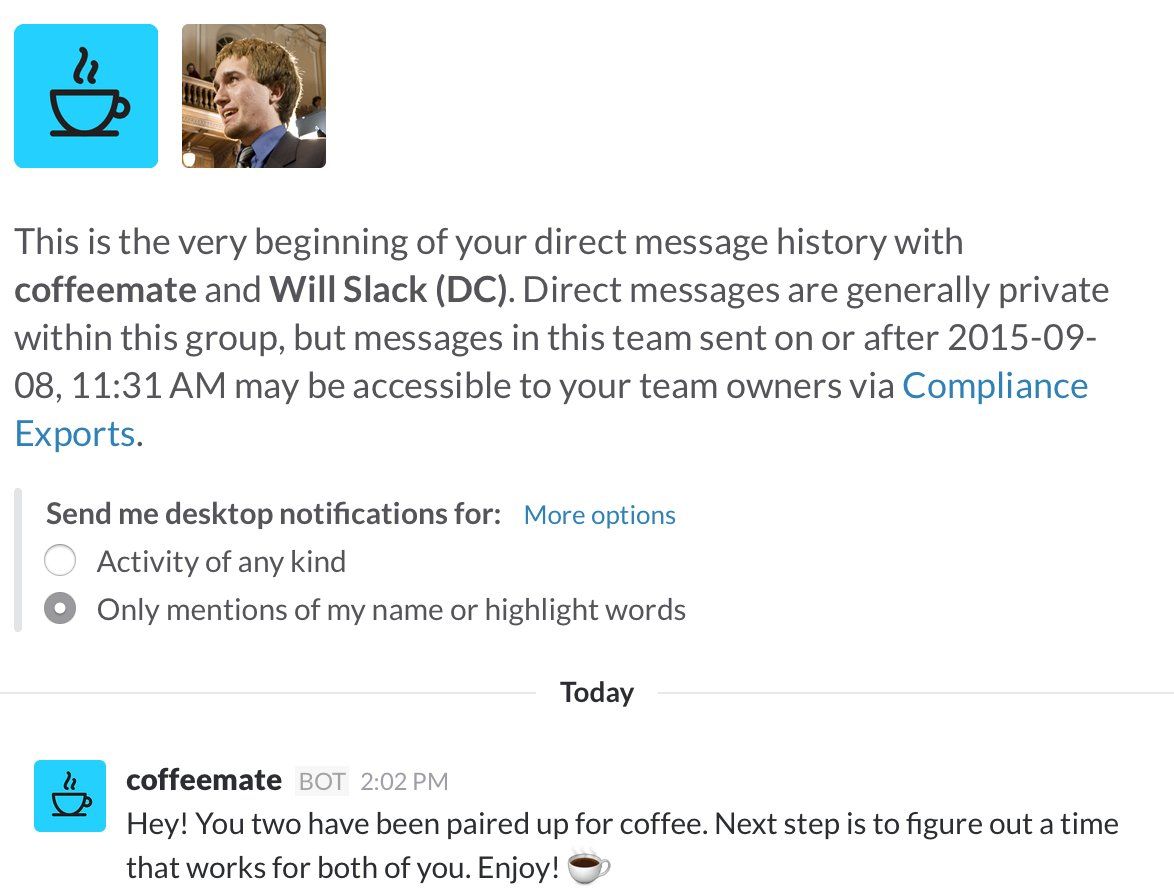 This is the very beginning of your direct message history with
coffeemate and Will Slack (DC). Direct messages are generally private
within this group, but messages in this team sent on or after 2015-09-
08, 11:31 AM may be accessible to your team owners via Compliance
Exports.
Send me desktop notifications for: More options
Activity of any kind
Only mentions of my name or highlight words
Today
coffeemate BOT 2:02 PM
Hey! You two have been paired up for coffee. Next step is to figure out a time
that works for both of you. Enjoy! ☕